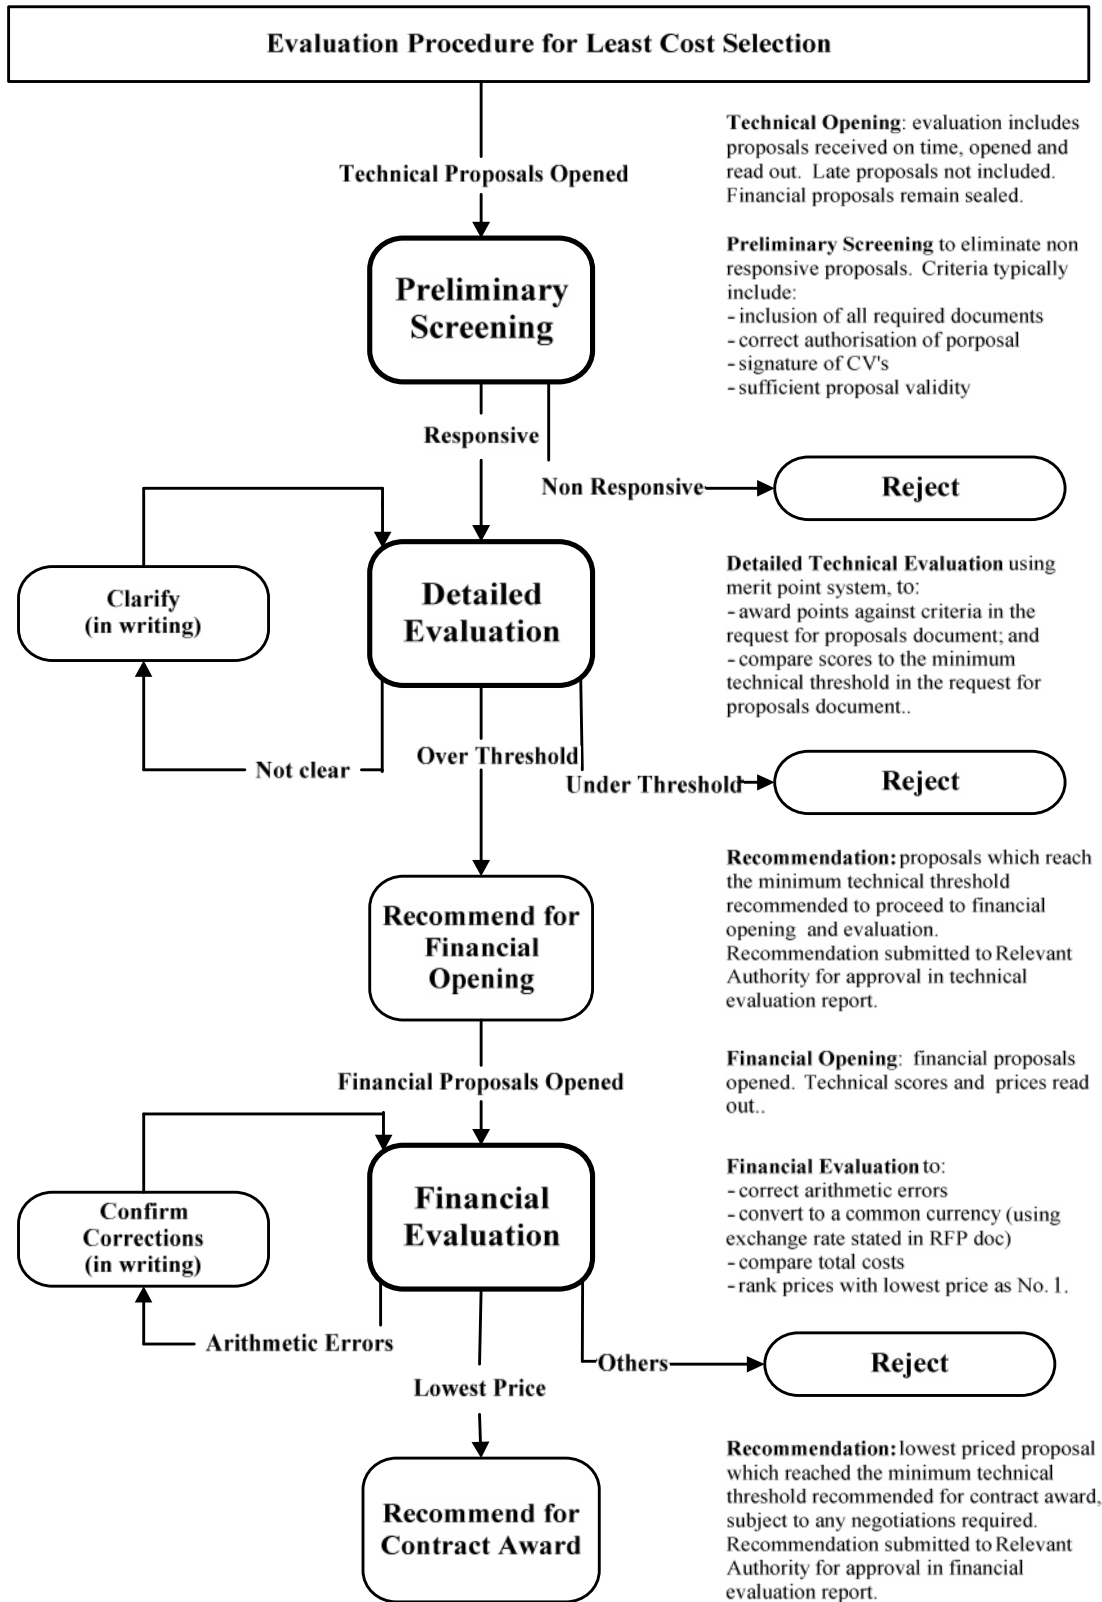 Evaluation Procedure for Least Cost Selection
Technical Proposals Opened
Technical Opening: evaluation includes
proposals received on time, opened and
read out. Late proposals not included.
Financial proposals remain sealed.
Preliminary
Screening
Preliminary Screening to eliminate non
responsive proposals. Criteria typically
include:
- inclusion of all required documents
- correct authorisation of porposal
- signature of CV's
- sufficient proposal validity
Responsive
Non Responsive
Reject
Clarify
(in writing)
Detailed
Evaluation
Detailed Technical Evaluation using
merit point system, to:
- award points against criteria in the
request for proposals document; and
- compare scores to the minimum
technical threshold in the request for
proposals document..
Not clear
Over Threshold
Under Threshold
Reject
Recommend for
Financial
Opening
Recommendation: proposals which reach
the minimum technical threshold
recommended to proceed to financial
opening and evaluation.
Recommendation submitted to Relevant
Authority for approval in technical
evaluation report.
Financial Proposals Opened
Financial Opening: financial proposals
opened. Technical scores and prices read
out..
Confirm
Corrections
(in writing)
Financial
Evaluation
Financial Evaluation to:
- correct arithmetic errors
- convert to a common currency (using
exchange rate stated in RFP doc)
- compare total costs
- rank prices with lowest price as No. 1.
Arithmetic Errors
Lowest Price
Others
Reject
Recommend for
Contract Award
Recommendation: lowest priced proposal
which reached the minimum technical
threshold recommended for contract award,
subject to any negotiations required.
Recommendation submitted to Relevant
Authority for approval in financial
evaluation report.